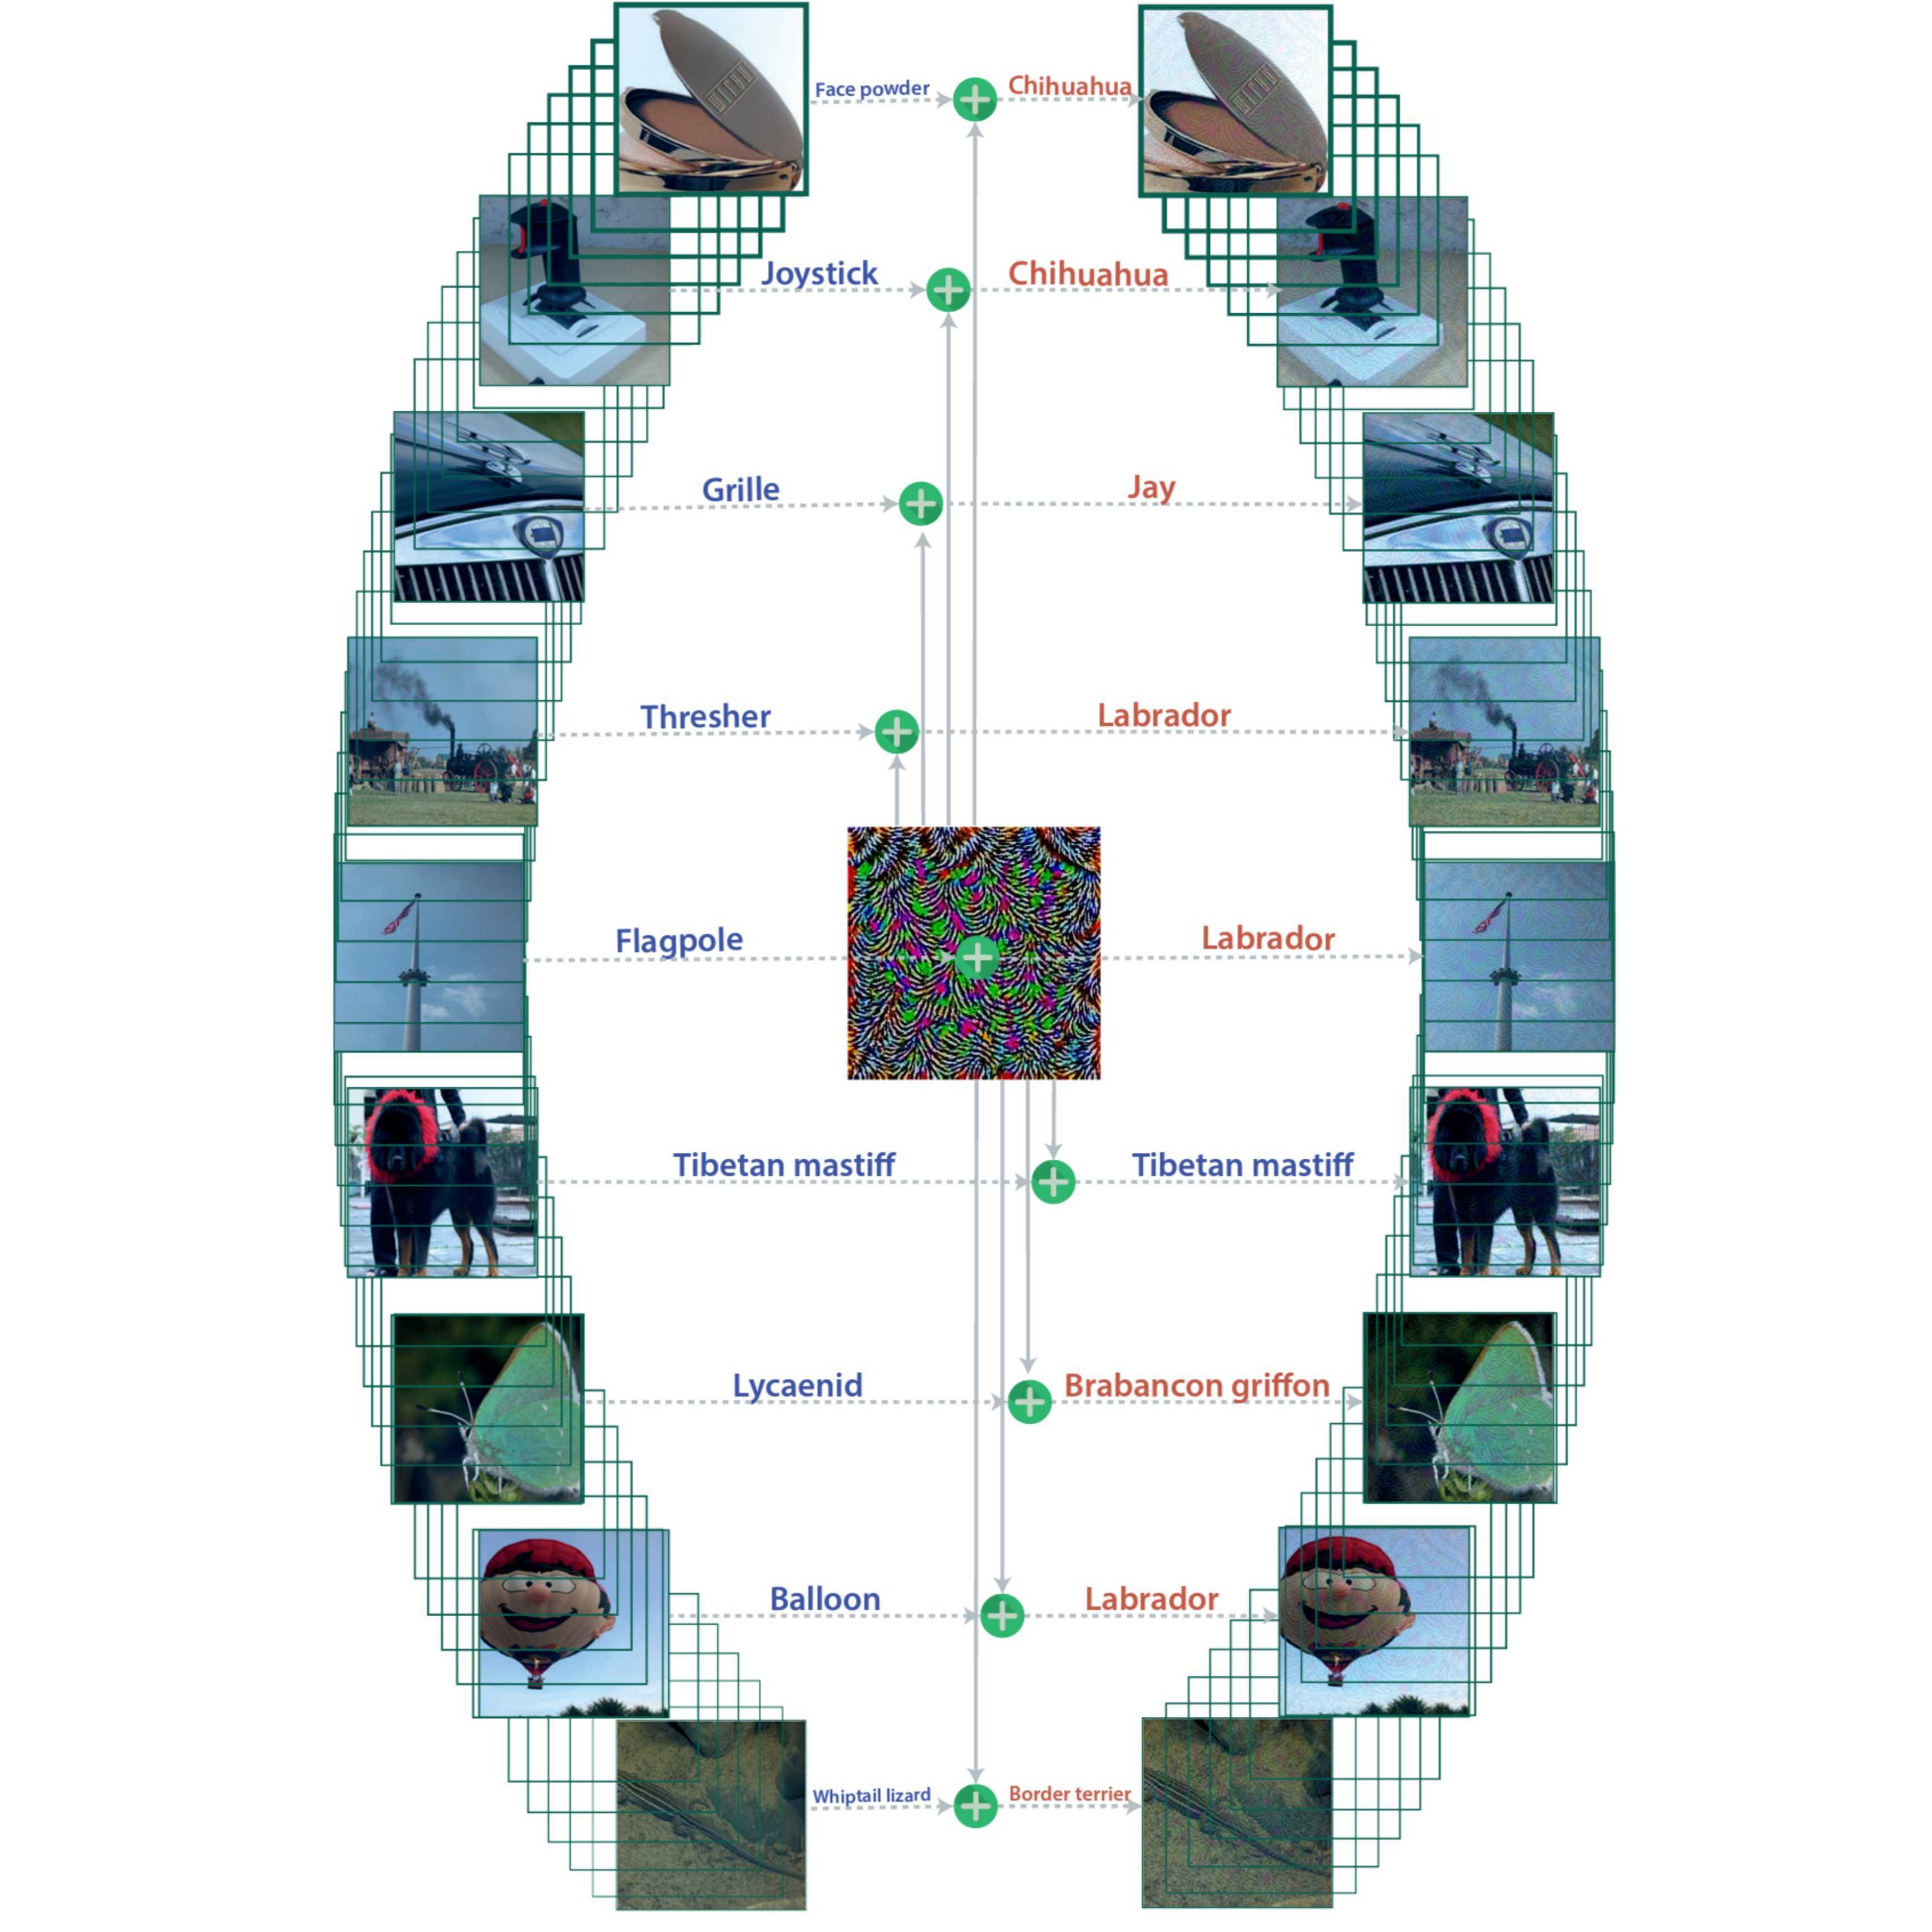 Face powder Chihuahua
Joystick Chihuahua
Grille Jay
Thresher Labrador
Flagpole Labrador
Tibetan mastiff Tibetan mastiff
Lycaenid Brabancon griffon
Balloon Labrador
Whiptail lizard Border terrier